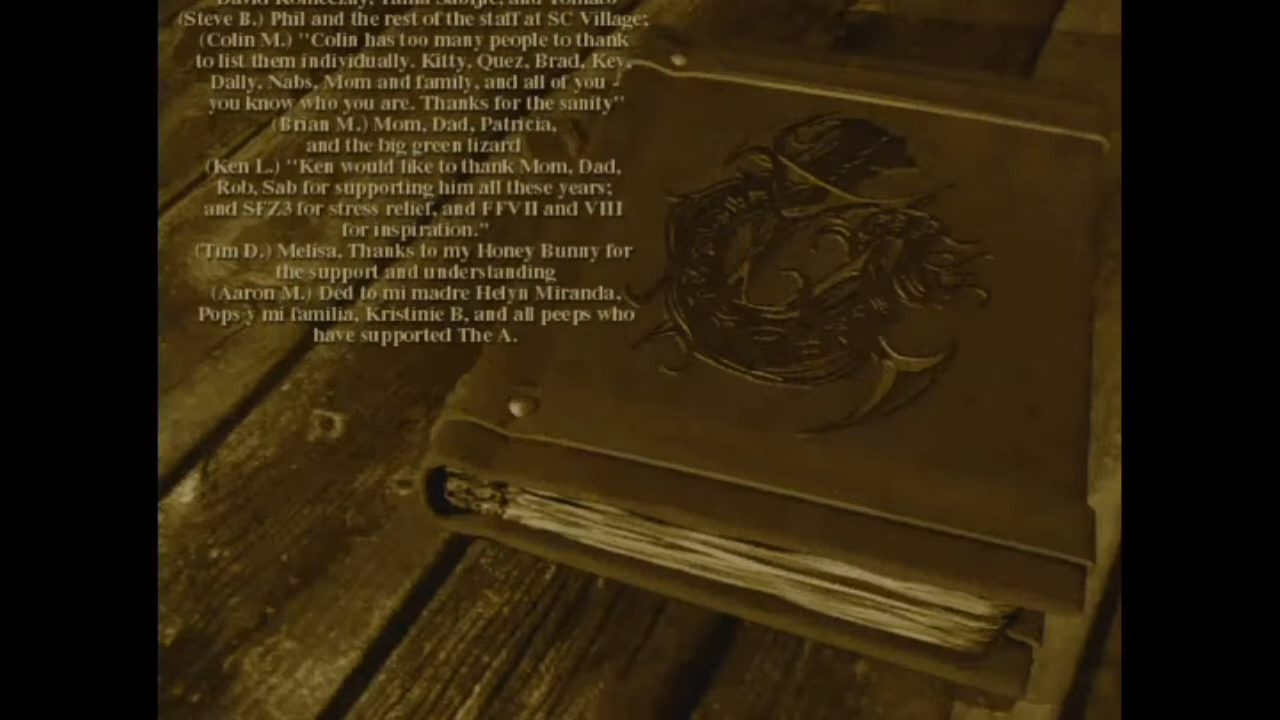 (Steve B.) Phil and the rest of the staff at SC Village;
(Colin M.) "Colin has too many people to thank
to list them individually. Kitty, Quez, Brad, Key,
Dally, Nabs, Mom and family, and all of you -
you know who you are. Thanks for the sanity"
(Brian M.) Mom, Dad, Patricia,
and the big green lizard
(Ken L.) "Ken would like to thank Mom, Dad,
Rob, Sab for supporting him all these years;
and SFZ3 for stress relief, and FFVII and VIII
for inspiration."
(Tim D.) Melisa, Thanks to my Honey Bunny for
the support and understanding
(Aaron M.) Ded to mi madre Helyn Miranda,
Pops y mi familia, Kristinie B, and all peeps who
have supported The A.